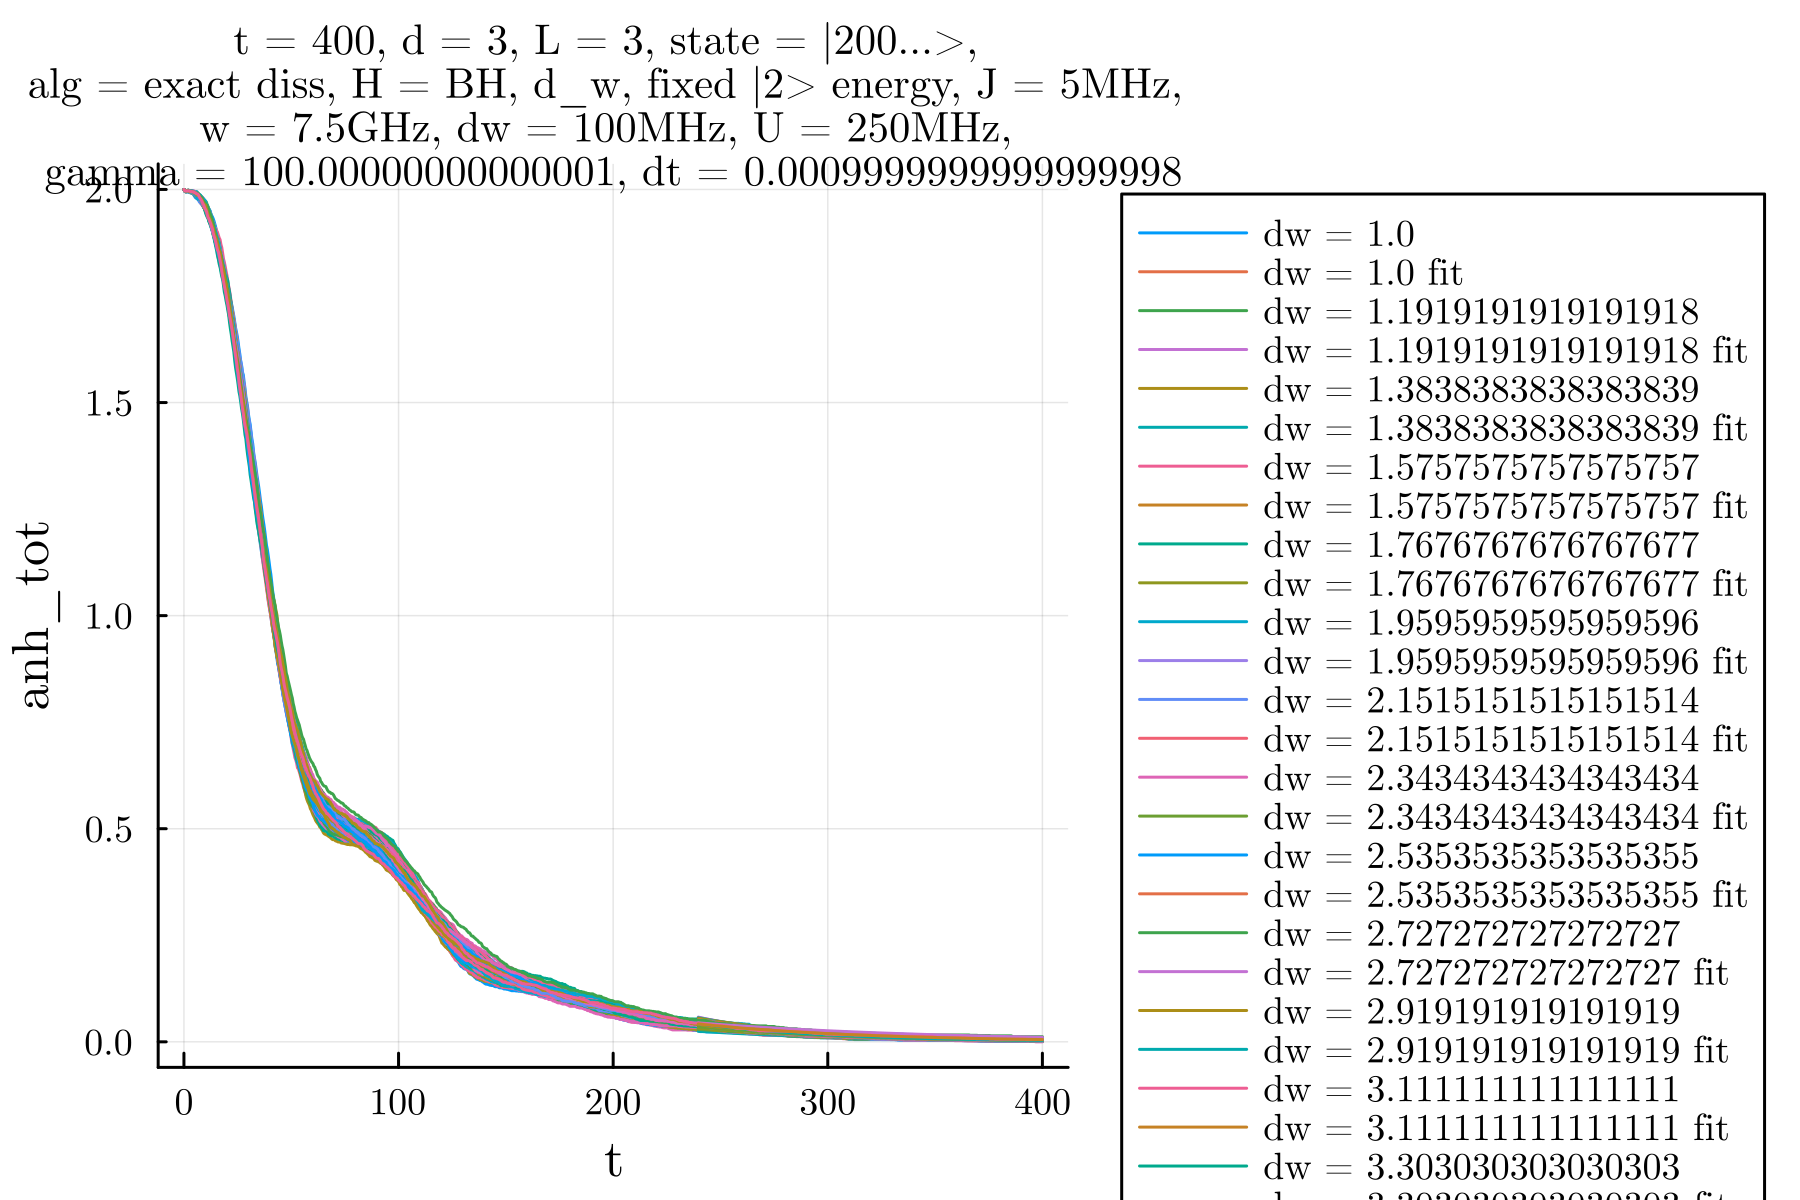 t = 400, d = 3, L = 3, state = |200...>,
alg = exact diss, H = BH, d_w, fixed |2> energy, J = 5MHz,
w = 7.5GHz, dw = 100MHz, U = 250MHz,
gamma = 100.00000000000001, dt = 0.0009999999999999998
2.0
1.5
1.0
0.5
0.0
anh_tot
0 100 200 300 400
t
dw = 1.0
dw = 1.0 fit
dw = 1.1919191919191918
dw = 1.1919191919191918 fit
dw = 1.3838383838383839
dw = 1.3838383838383839 fit
dw = 1.5757575757575757
dw = 1.5757575757575757 fit
dw = 1.7676767676767677
dw = 1.7676767676767677 fit
dw = 1.9595959595959596
dw = 1.9595959595959596 fit
dw = 2.1515151515151514
dw = 2.1515151515151514 fit
dw = 2.3434343434343434
dw = 2.3434343434343434 fit
dw = 2.5353535353535355
dw = 2.5353535353535355 fit
dw = 2.727272727272727
dw = 2.727272727272727 fit
dw = 2.919191919191919
dw = 2.919191919191919 fit
dw = 3.111111111111111
dw = 3.111111111111111 fit
dw = 3.303030303030303